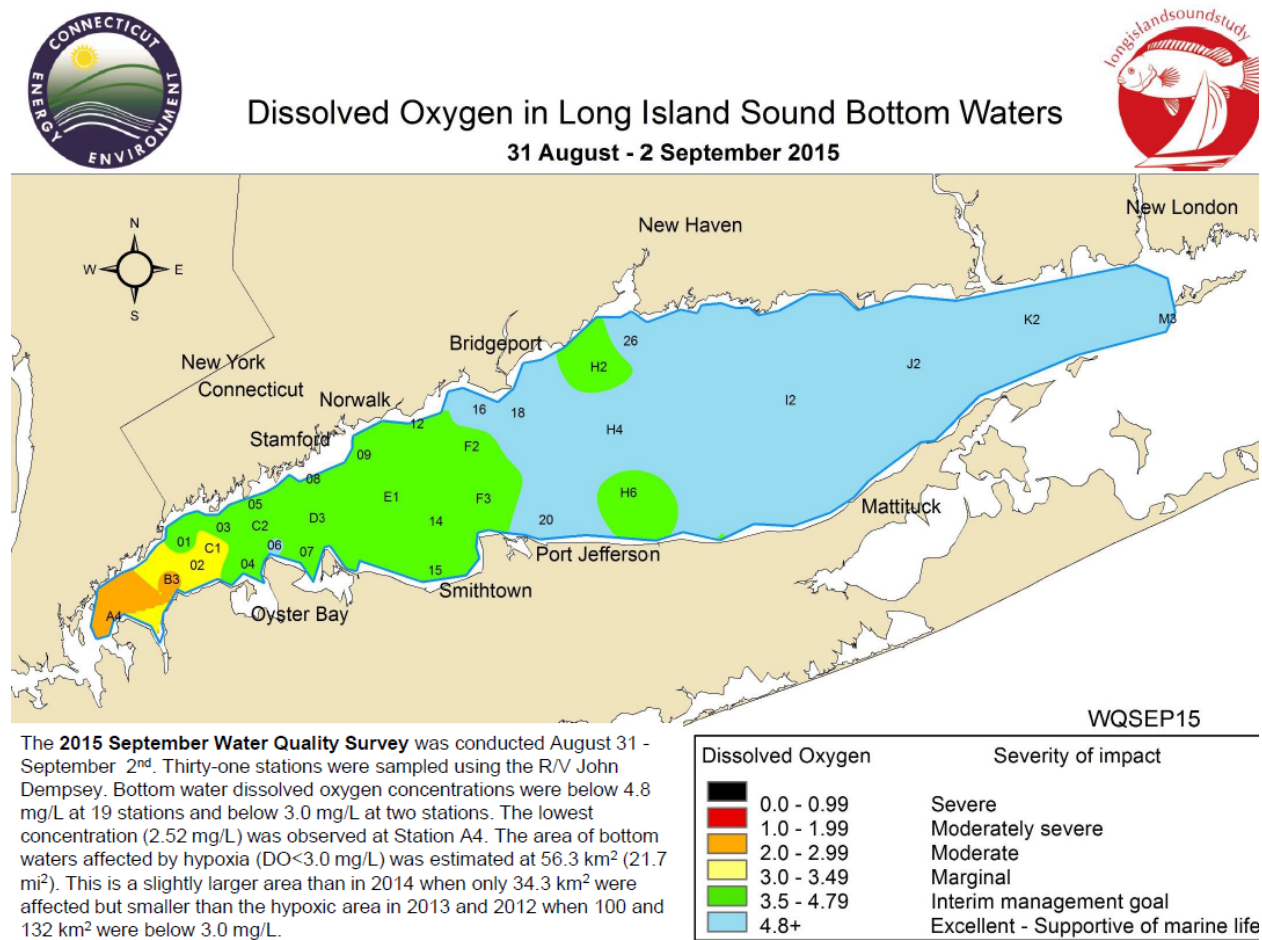 CONNECTICUT
ENERGY ENVIRONMENT
longislandsoundstudy
Dissolved Oxygen in Long Island Sound Bottom Waters
31 August - 2 September 2015
N
W E
S
New London
New Haven
K2
M3
Bridgeport
26
New York
H2
J2
Connecticut
Norwalk
I2
16
18
12
H4
Stamford
F2
09
08
H6
E1
F3
05
Mattituck
D3
14
20
03
C2
01
06
C1
07
Port Jefferson
02
04
15
B3
Smithtown
A4
Oyster Bay
WQSEP15
The 2015 September Water Quality Survey was conducted August 31 -
September 2nd. Thirty-one stations were sampled using the R/V John
Dempsey. Bottom water dissolved oxygen concentrations were below 4.8
mg/L at 19 stations and below 3.0 mg/L at two stations. The lowest
concentration (2.52 mg/L) was observed at Station A4. The area of bottom
waters affected by hypoxia (DO<3.0 mg/L) was estimated at 56.3 km² (21.7
mi²). This is a slightly larger area than in 2014 when only 34.3 km² were
affected but smaller than the hypoxic area in 2013 and 2012 when 100 and
132 km² were below 3.0 mg/L.
Dissolved Oxygen Severity of impact
0.0 - 0.99 Severe
1.0 - 1.99 Moderately severe
2.0 - 2.99 Moderate
3.0 - 3.49 Marginal
3.5 - 4.79 Interim management goal
4.8+ Excellent - Supportive of marine life